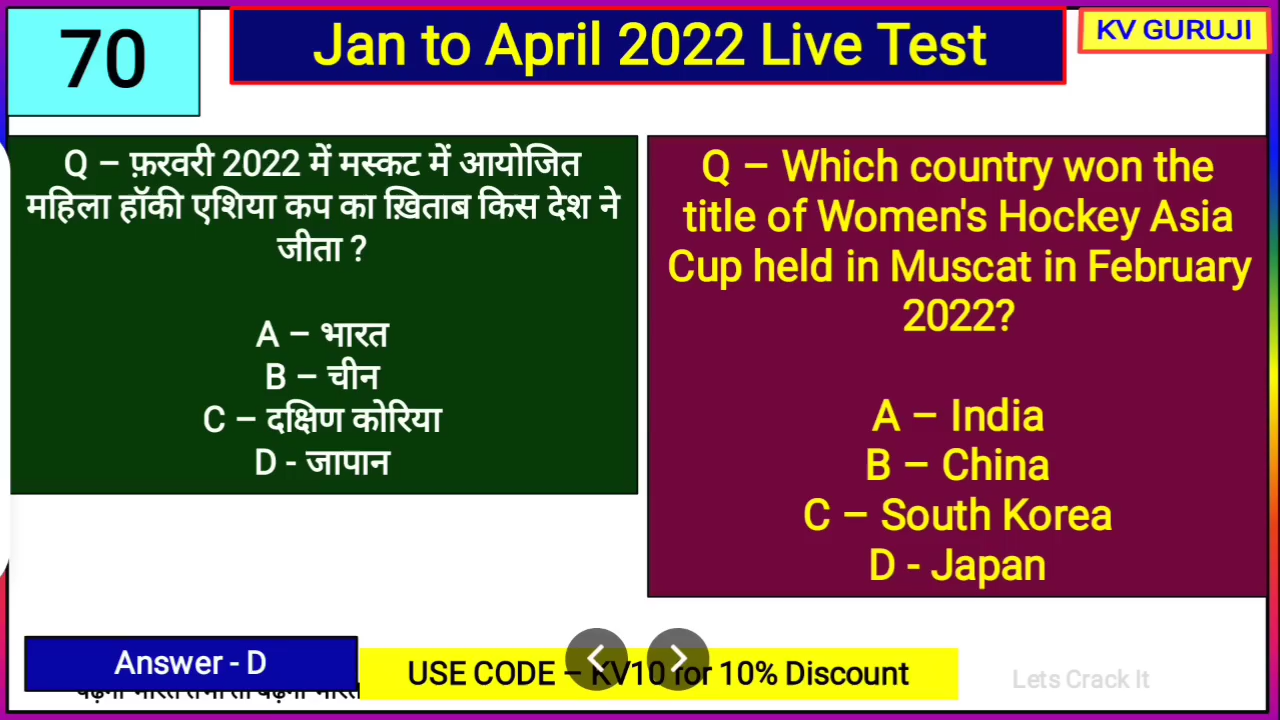 70
Jan to April 2022 Live Test
KV GURUJI
Q – फ़रवरी 2022 में मस्कट में आयोजित
महिला हॉकी एशिया कप का ख़िताब किस देश ने
जीता ?
A – भारत
B – चीन
C – दक्षिण कोरिया
D - जापान
Q – Which country won the
title of Women's Hockey Asia
Cup held in Muscat in February
2022?
A – India
B – China
C – South Korea
D - Japan
Answer - D
USE CODE – KV10 for 10% Discount
Lets Crack It